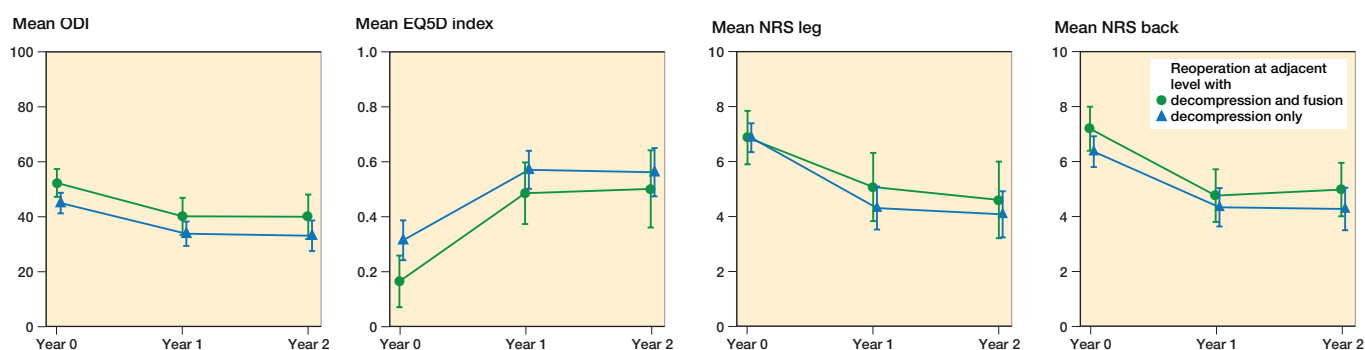 Mean ODI
100
80
60
40
20
0
Year 0 Year 1 Year 2
Mean EQ5D index
1.0
0.8
0.6
0.4
0.2
0
Year 0 Year 1 Year 2
Mean NRS leg
10
8
6
4
2
0
Year 0 Year 1 Year 2
Mean NRS back
10
8
6
4
2
0
Year 0 Year 1 Year 2
Reoperation at adjacent
level with
decompression and fusion
decompression only